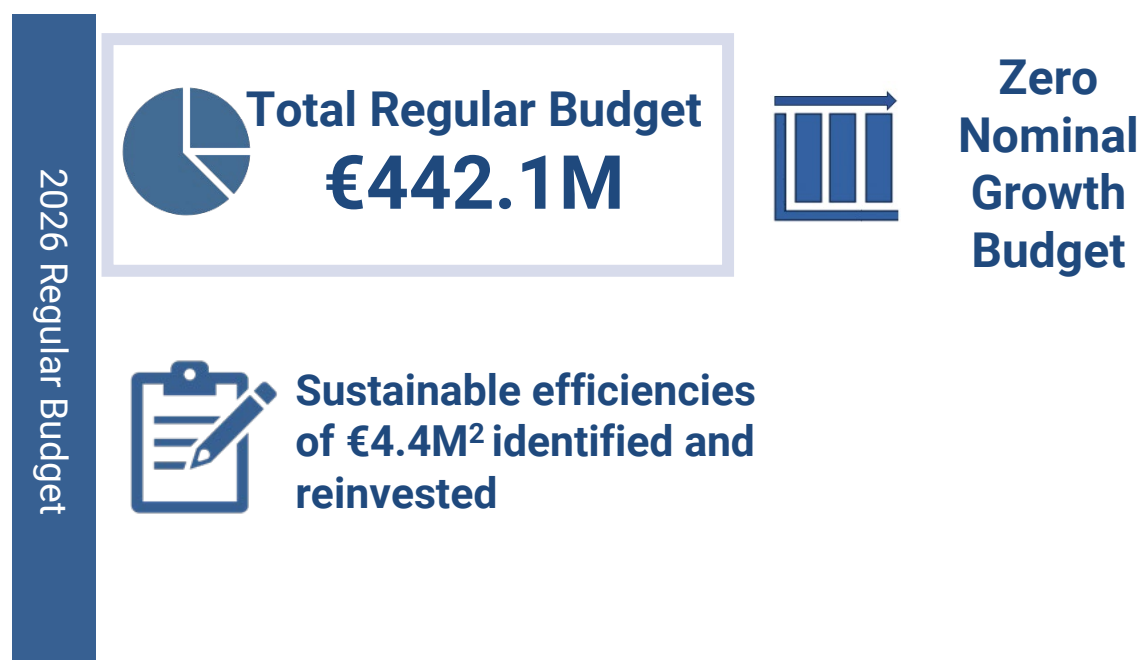 2026 Regular Budget
Total Regular Budget
€442.1M
Zero
Nominal
Growth
Budget
Sustainable efficiencies
of €4.4M² identified and
reinvested